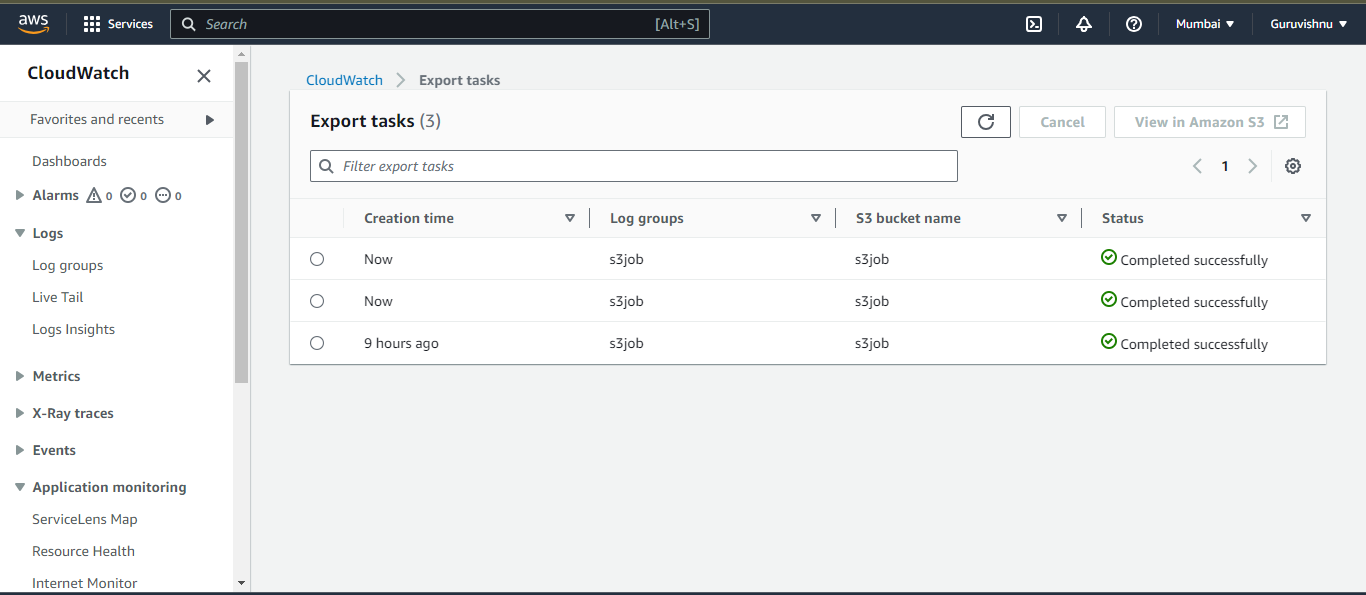 aws Services Search [Alt+S] Mumbai Guruvishnu
CloudWatch
Favorites and recents
Dashboards
Alarms 0 0 0
Logs
Log groups
Live Tail
Logs Insights
Metrics
X-Ray traces
Events
Application monitoring
ServiceLens Map
Resource Health
Internet Monitor
CloudWatch Export tasks
Export tasks (3) Cancel View in Amazon S3
Filter export tasks 1
Creation time Log groups S3 bucket name Status
Now s3job s3job Completed successfully
Now s3job s3job Completed successfully
9 hours ago s3job s3job Completed successfully